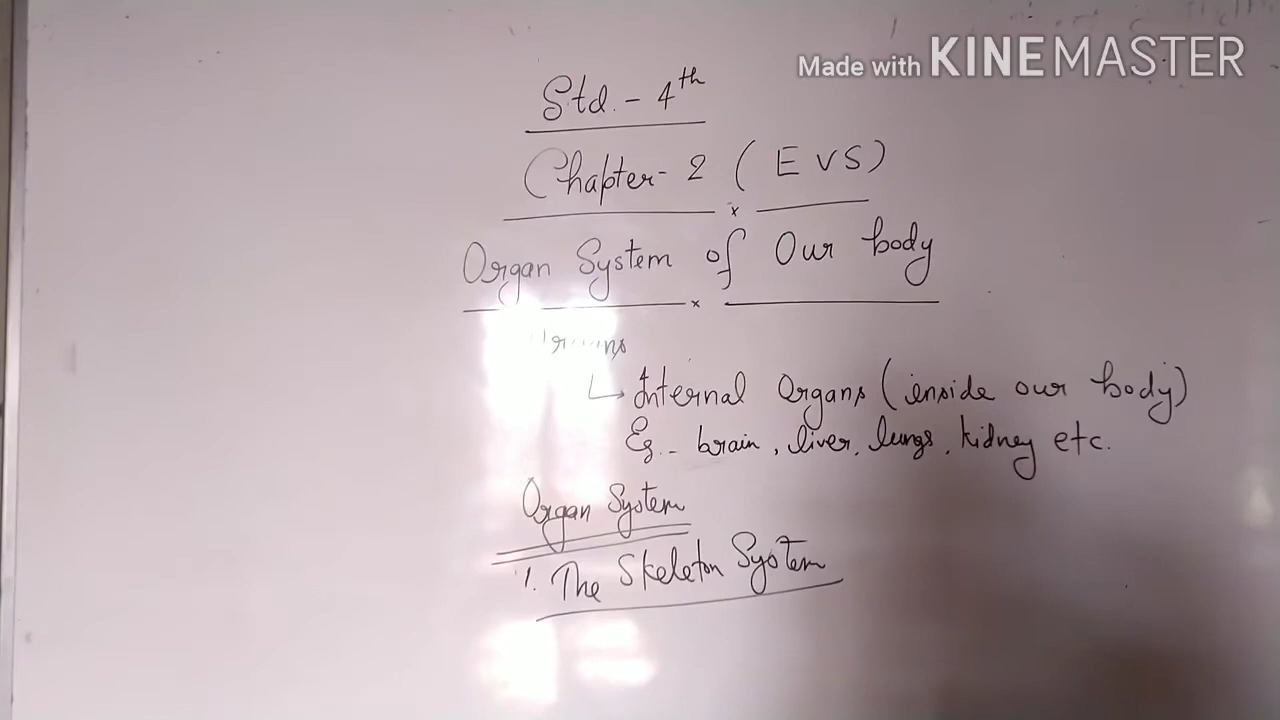 Made with KINEMASTER
Std. - 4th
Chapter - 2 (EVS)
Organ System of Our body
Internal Organs (inside our body)
Eg. - brain, liver, lungs, kidney etc.
Organ System
1. The Skeleton System